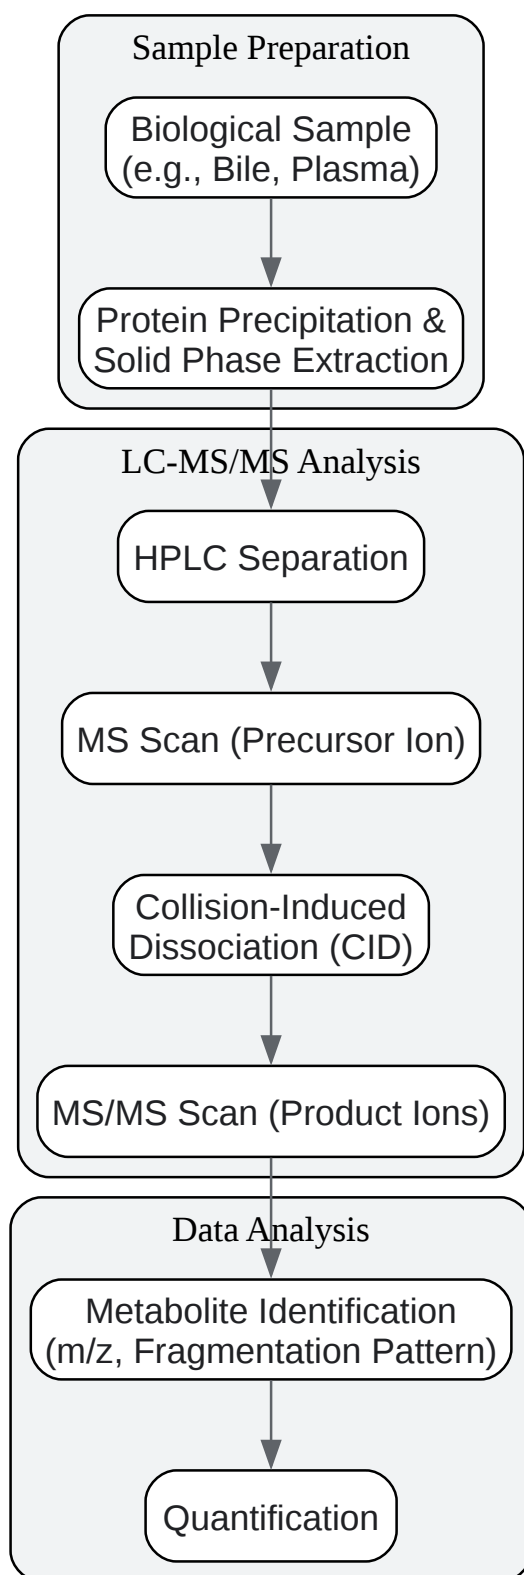 Sample Preparation
Biological Sample
(e.g., Bile, Plasma)
Protein Precipitation &
Solid Phase Extraction
LC-MS/MS Analysis
HPLC Separation
MS Scan (Precursor Ion)
Collision-Induced
Dissociation (CID)
MS/MS Scan (Product Ions)
Data Analysis
Metabolite Identification
(m/z, Fragmentation Pattern)
Quantification